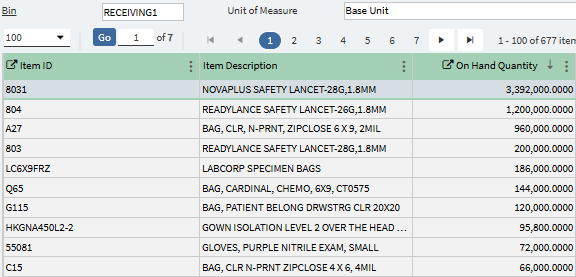 Bin RECEIVING1 Unit of Measure Base Unit
100 Go 1 of 7 1 2 3 4 5 6 7 1 - 100 of 677 item
Item ID Item Description On Hand Quantity
8031 NOVAPLUS SAFETY LANCET-28G,1.8MM 3,392,000.0000
804 READYLANCE SAFETY LANCET-26G,1.8MM 1,200,000.0000
A27 BAG, CLR, N-PRNT, ZIPCLOSE 6 X 9, 2MIL 960,000.0000
803 READYLANCE SAFETY LANCET-28G,1.8MM 200,000.0000
LC6X9FRZ LABCORP SPECIMEN BAGS 186,000.0000
Q65 BAG, CARDINAL, CHEMO, 6X9, CT0575 144,000.0000
G115 BAG, PATIENT BELONG DRWSTRG CLR 20X20 120,000.0000
HKGNA450L2-2 GOWN ISOLATION LEVEL 2 OVER THE HEAD ... 95,800.0000
55081 GLOVES, PURPLE NITRILE EXAM, SMALL 72,000.0000
C15 BAG, CLR N-PRNT ZIPCLOSE 4 X 6, 4MIL 66,000.0000